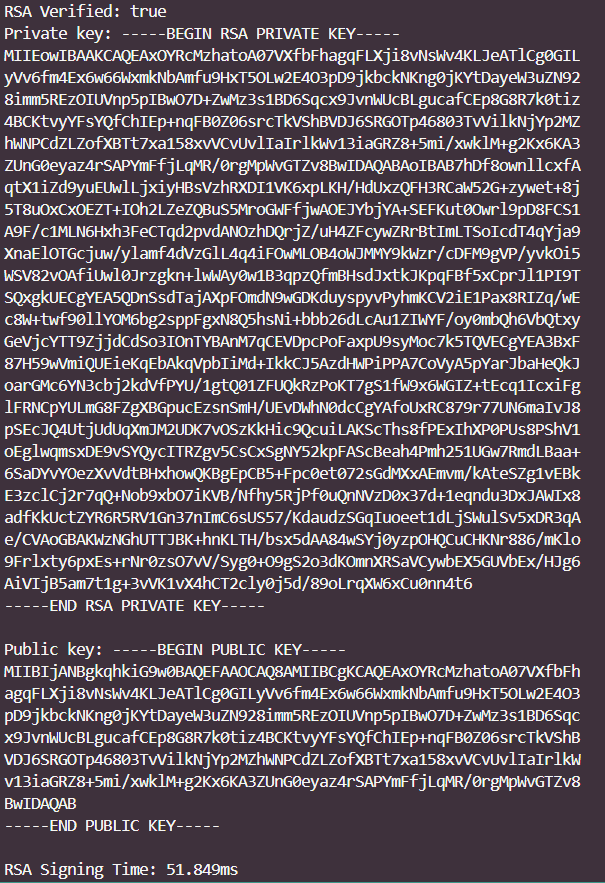 RSA Verified: true
Private key: -----BEGIN RSA PRIVATE KEY-----
MIIEowIBAAKCAQEAxOYRcMzhatoA07VXfbFhagqFLXji8vNsWv4KLJeATlCg0GIL
yVv6fm4Ex6w66WxmkNbAmfu9HxT5OLw2E4O3pD9jkbckNKng0jKYtDayeW3uZN92
8imm5REzOIUVnp5pIBwO7D+ZwMz3s1BD6Sqcx9JvnWUcBLgucafCEp8G8R7k0tiz
4BCKtvyYFsYQfChIEp+nqFB0Z06srcTkVShBVDJ6SRGOTp46803TvVilkNjYp2MZ
hWNPCdZLZofXBTt7xa158xvVCvUvlIaIrlkWv13iaGRZ8+5mi/xwklM+g2Kx6KA3
ZUnG0eyaz4rSAPYmFfjLqMR/0rgMpWvGTZv8BwIDAQABAoIBAB7hDf8ownllcxfA
qtX1iZd9yuEUwlLjxiyHBsVzhRXDI1VK6xpLKH/HdUxzQFH3RCaW52G+zywet+8j
5T8uOxCxOEZT+IOh2LZeZQBuS5MroGWFfjwAOEJYbjYA+SEFKut0Owrl9pD8FCS1
A9F/c1MLN6Hxh3FeCTqd2pvdANOzhDQrjZ/uH4ZFcywZRrBtImLTSoIcdT4qYja9
XnaElOTGcjuw/ylamf4dVzGlL4q4iFOwMLOB4oWJMMY9kWzr/cDFM9gVP/yvkOi5
WSV82vOAfiUwl0Jrzgkn+lwWAy0w1B3qpzQfmBHsdJxtkJKpqFBf5xCprJl1PI9T
SQxgkUECgYEA5QDnSsdTajAXpFOmdN9wGDKduyspyvPyhmKCV2iE1Pax8RIZq/wE
c8W+twf90llYOM6bg2sppFgxN8Q5hsNi+bbb26dLcAu1ZIWYF/oy0mbQh6VbQtxy
GeVjcYTT9ZjjdCdSo3IOnTYBAnM7qCEVDpcPoFaxpU9syMoc7k5TQVECgYEA3BxF
87H59wVmiQUEieKqEbAkqVpbIiMd+IkkCJ5AzdHWPiPPA7CoVyA5pYarJbaHeQkJ
oarGMc6YN3cbj2kdVfPYU/1gtQ01ZFUQkRzPoKT7gS1fW9x6WGIZ+tEcq1IcxiFg
lFRNCpYULmG8FZgXBGpucEzsnSmH/UEvDWhN0dcCgYAfoUxRC879r77UN6maIvJ8
pSEcJQ4UtjUdUqXmJM2UDK7vOSzKkHic9QcuiLAKScThs8fPExIhXP0PUs8PShV1
oEglwqmsxDE9vSYQycITRZgv5CsCxSgNY52kpFAScBeah4Pmh251UGw7RmdLBaa+
6SaDYvYOezXvVdtBHxhowQKBgEpCB5+Fpc0et072sGdMXxAEmvm/kAteSZg1vEBk
E3zclCj2r7qQ+Nob9xbO7iKVB/Nfhy5RjPf0uQnNVzD0x37d+1eqndu3DxJAWIx8
adfKkUctZYR6R5RV1Gn37nImC6sUS57/KdaudzSGqIuoeet1dLjSWulSv5xDR3qA
e/CVAoGBAKWzNGhUTTJBK+hnKLTH/bsx5dAA84wSYj0yzpOHQCuCHKNr886/mKlo
9Frlxty6pxEs+rNr0zsO7vV/Syg0+O9gS2o3dKOmnXRSaVCywbEX5GUVbEx/HJg6
AiVIjB5am7t1g+3vVK1vX4hCT2cly0j5d/89oLrqXW6xCu0nn4t6
-----END RSA PRIVATE KEY-----
Public key: -----BEGIN PUBLIC KEY-----
MIIBIjANBgkqhkiG9w0BAQEFAAOCAQ8AMIIBCgKCAQEAxOYRcMzhatoA07VXfbFh
agqFLXji8vNsWv4KLJeATlCg0GILyVv6fm4Ex6w66WxmkNbAmfu9HxT5OLw2E4O3
pD9jkbckNKng0jKYtDayeW3uZN928imm5REzOIUVnp5pIBwO7D+ZwMz3s1BD6Sqc
x9JvnWUcBLgucafCEp8G8R7k0tiz4BCKtvyYFsYQfChIEp+nqFB0Z06srcTkVShB
VDJ6SRGOTp46803TvVilkNjYp2MZhWNPCdZLZofXBTt7xa158xvVCvUvlIaIrlkW
v13iaGRZ8+5mi/xwklM+g2Kx6KA3ZUnG0eyaz4rSAPYmFfjLqMR/0rgMpWvGTZv8
BwIDAQAB
-----END PUBLIC KEY-----
RSA Signing Time: 51.849ms